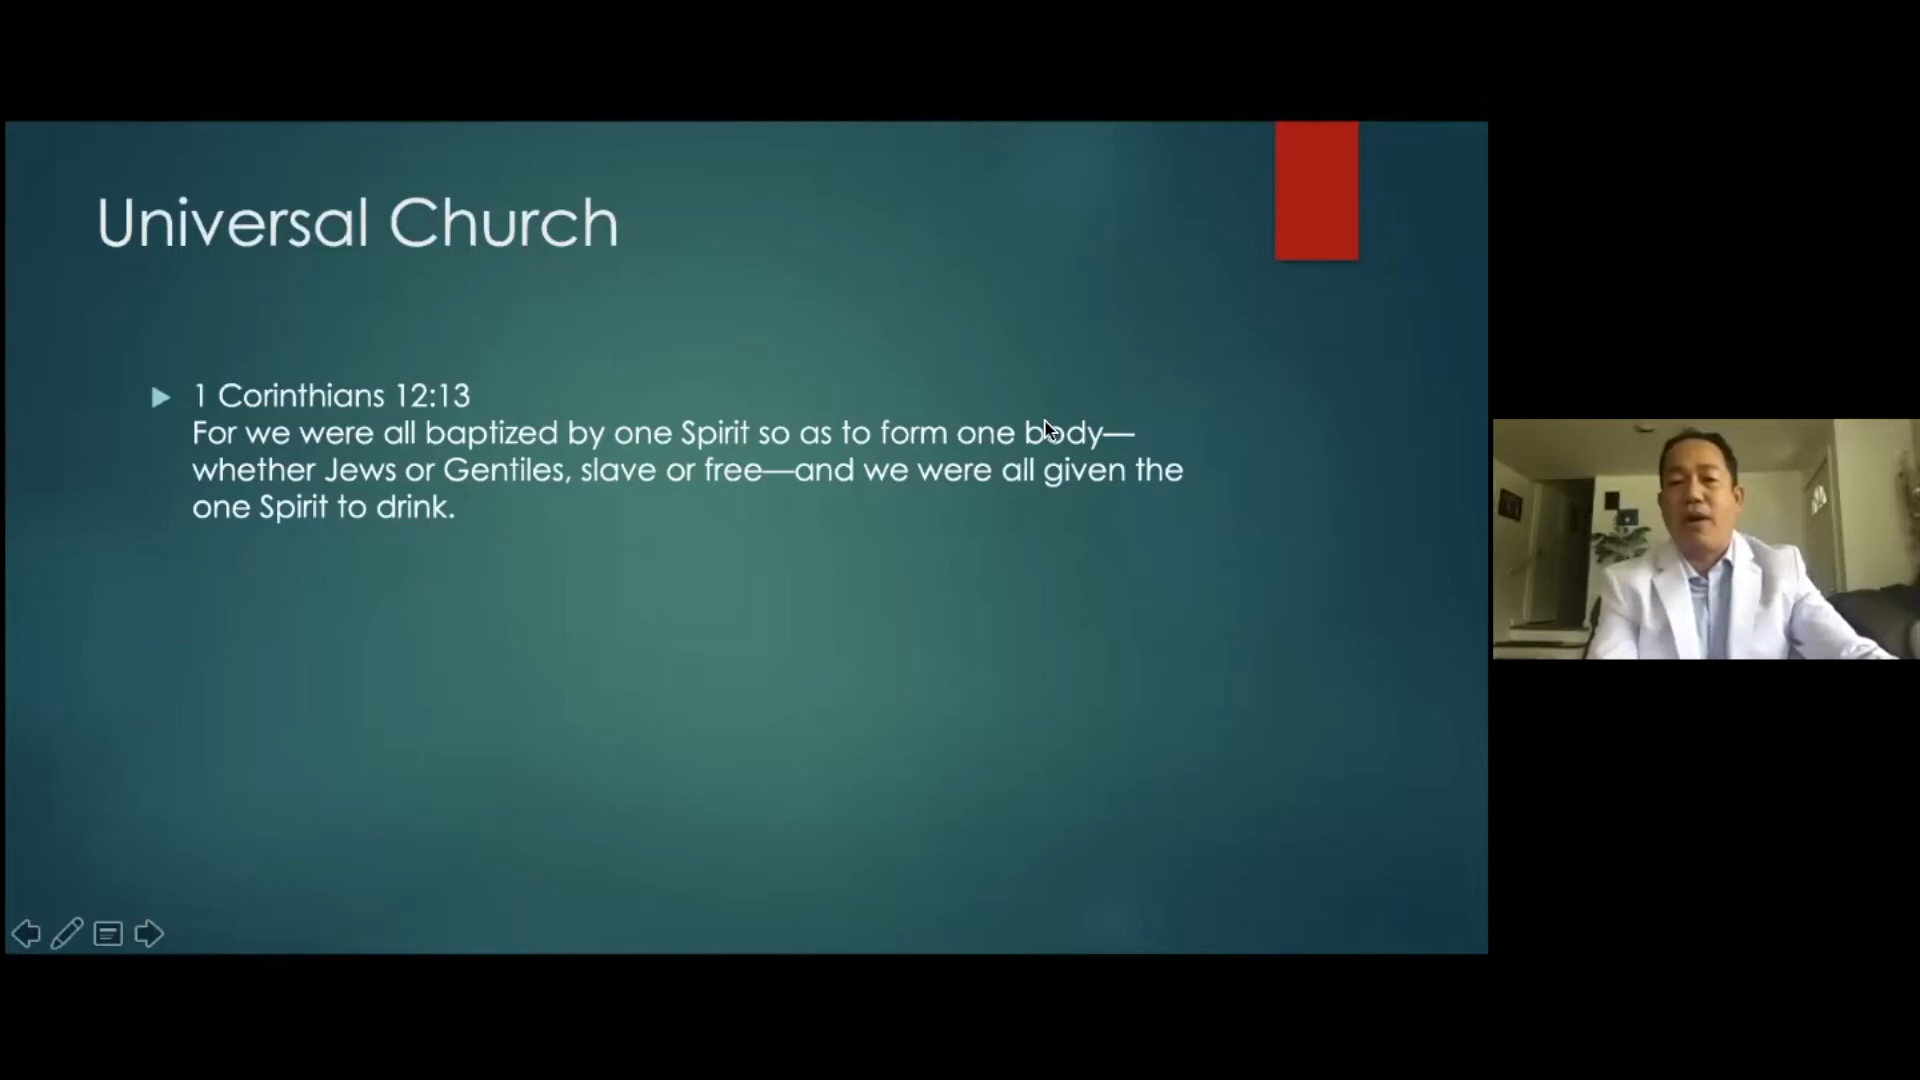 Universal Church
1 Corinthians 12:13
For we were all baptized by one Spirit so as to form one body—
whether Jews or Gentiles, slave or free—and we were all given the
one Spirit to drink.